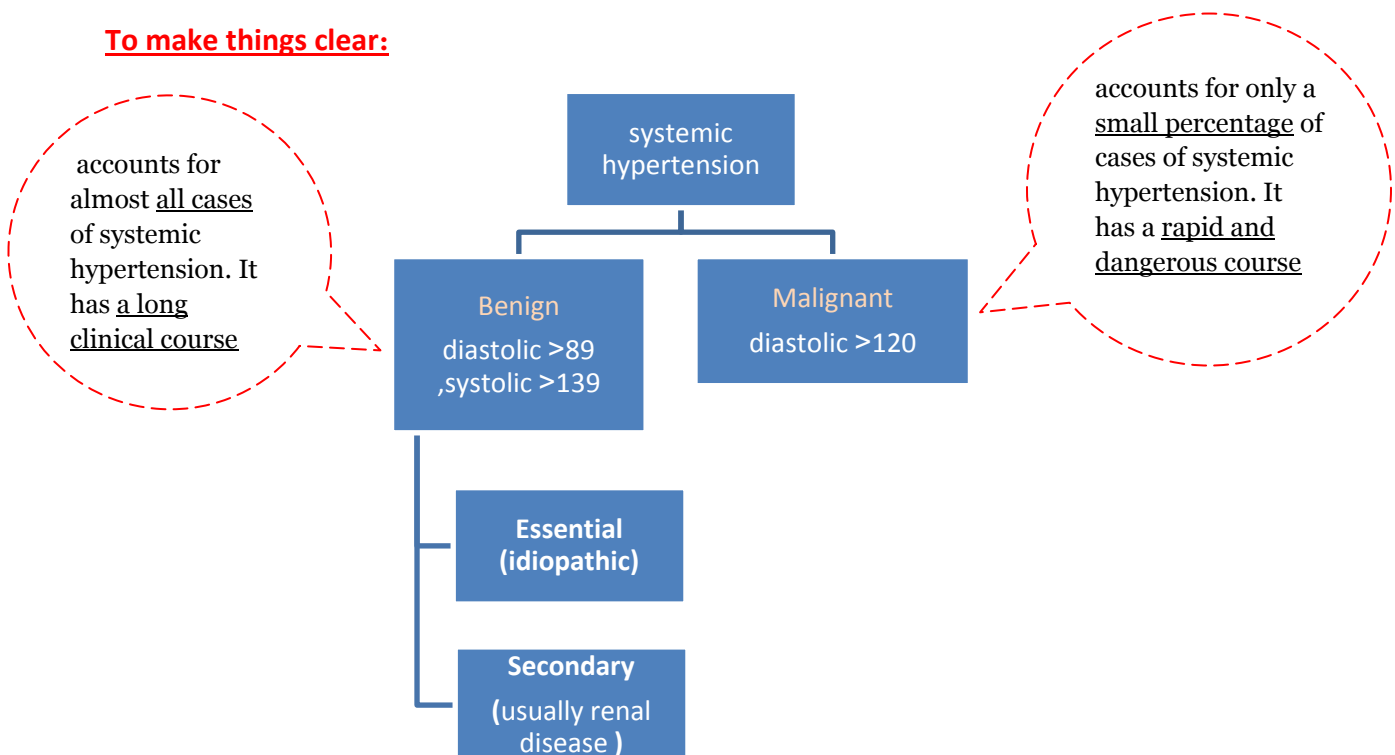 To make things clear:
accounts for
almost all cases
of systemic
hypertension. It
has a long
clinical course
systemic
hypertension
accounts for only a
small percentage of
cases of systemic
hypertension. It
has a rapid and
dangerous course
Benign
diastolic >89
,systolic >139
Malignant
diastolic >120
Essential
(idiopathic)
Secondary
(usually renal
disease )